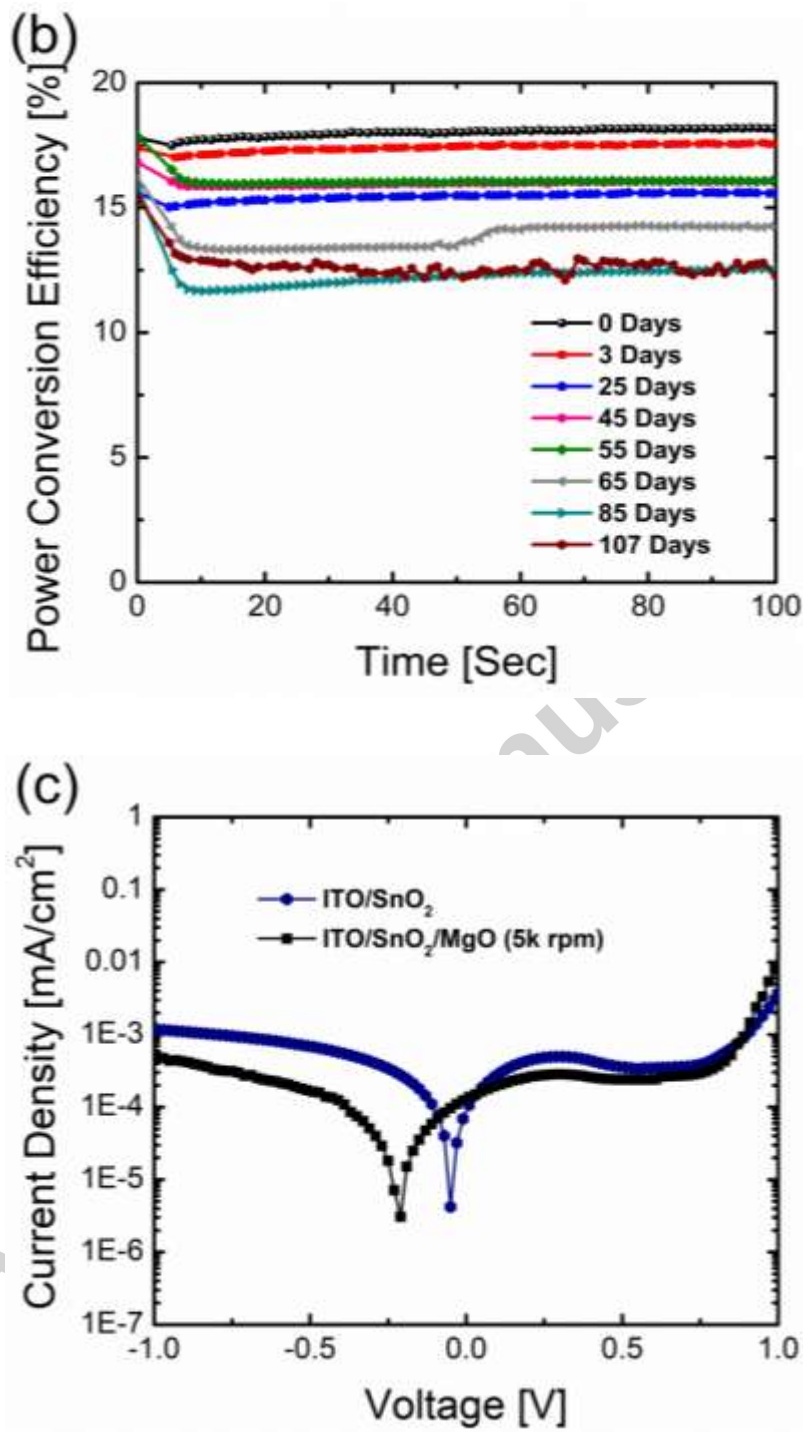 (b)
Power Conversion Efficiency [%]
20
15
10
5
0
0 Days
3 Days
25 Days
45 Days
55 Days
65 Days
85 Days
107 Days
0 20 40 60 80 100
Time [Sec]
(c)
Current Density [mA/cm²]
1
0.1
0.01
1E-3
1E-4
1E-5
1E-6
1E-7
ITO/SnO₂
ITO/SnO₂/MgO (5k rpm)
-1.0 -0.5 0.0 0.5 1.0
Voltage [V]